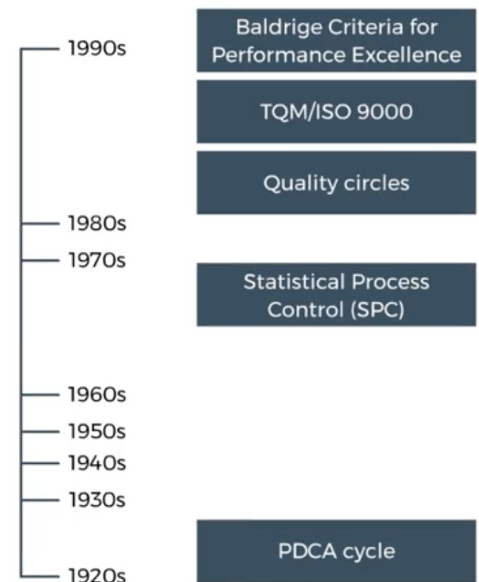 1990s
Baldrige Criteria for
Performance Excellence
TQM/ISO 9000
Quality circles
1980s
1970s
Statistical Process
Control (SPC)
1960s
1950s
1940s
1930s
PDCA cycle
1920s